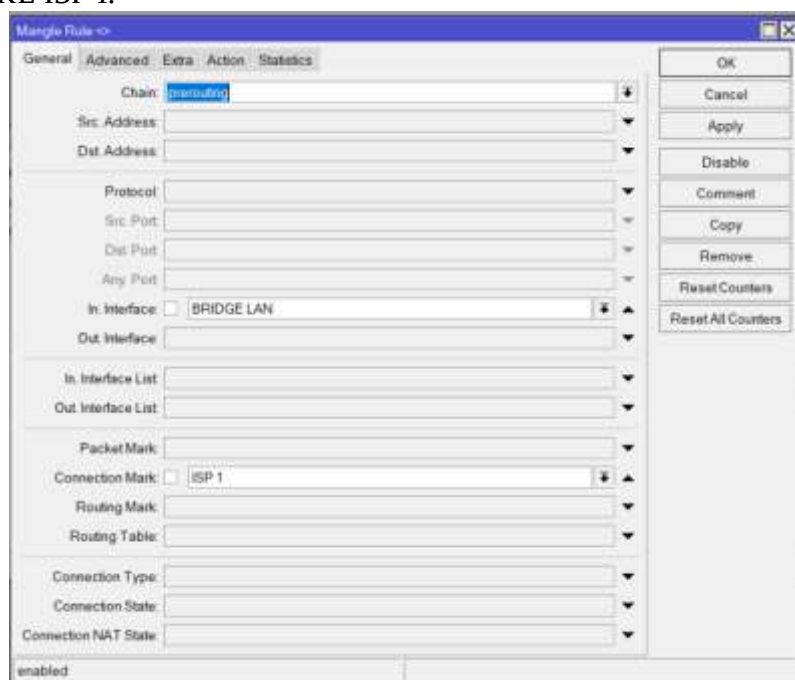 Mangle Rule <>
General Advanced Extra Action Statistics
Chain: prerouting
Src. Address:
Dst. Address:
Protocol:
Src. Port:
Dst. Port:
Any. Port:
In. Interface: BRIDGE LAN
Out. Interface:
In. Interface List:
Out. Interface List:
Packet Mark:
Connection Mark: ISP 1
Routing Mark:
Routing Table:
Connection Type:
Connection State:
Connection NAT State:
OK
Cancel
Apply
Disable
Comment
Copy
Remove
Reset Counters
Reset All Counters
enabled